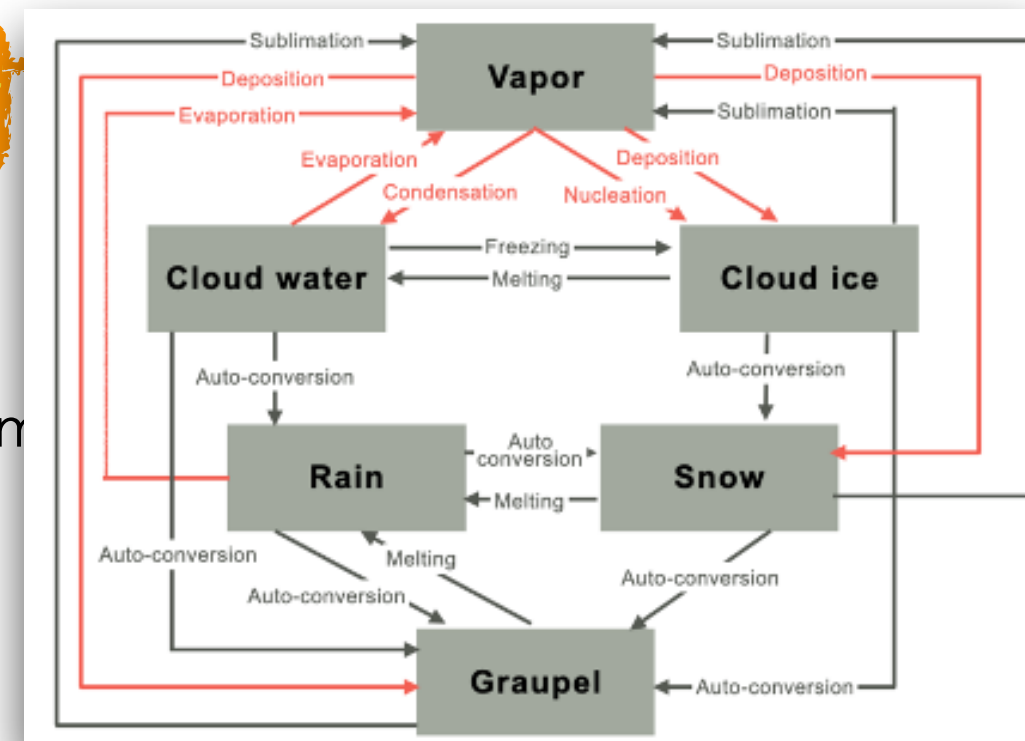 Sublimation
Sublimation
Vapor
Deposition
Deposition
Evaporation
Sublimation
Evaporation
Deposition
Condensation
Nucleation
Freezing
Cloud water
Cloud ice
Melting
Auto-conversion
Auto-conversion
m
Auto
conversion
Rain
Snow
Melting
Auto-conversion
Melting
Auto-conversion
Auto-conversion
Graupel
Auto-conversion